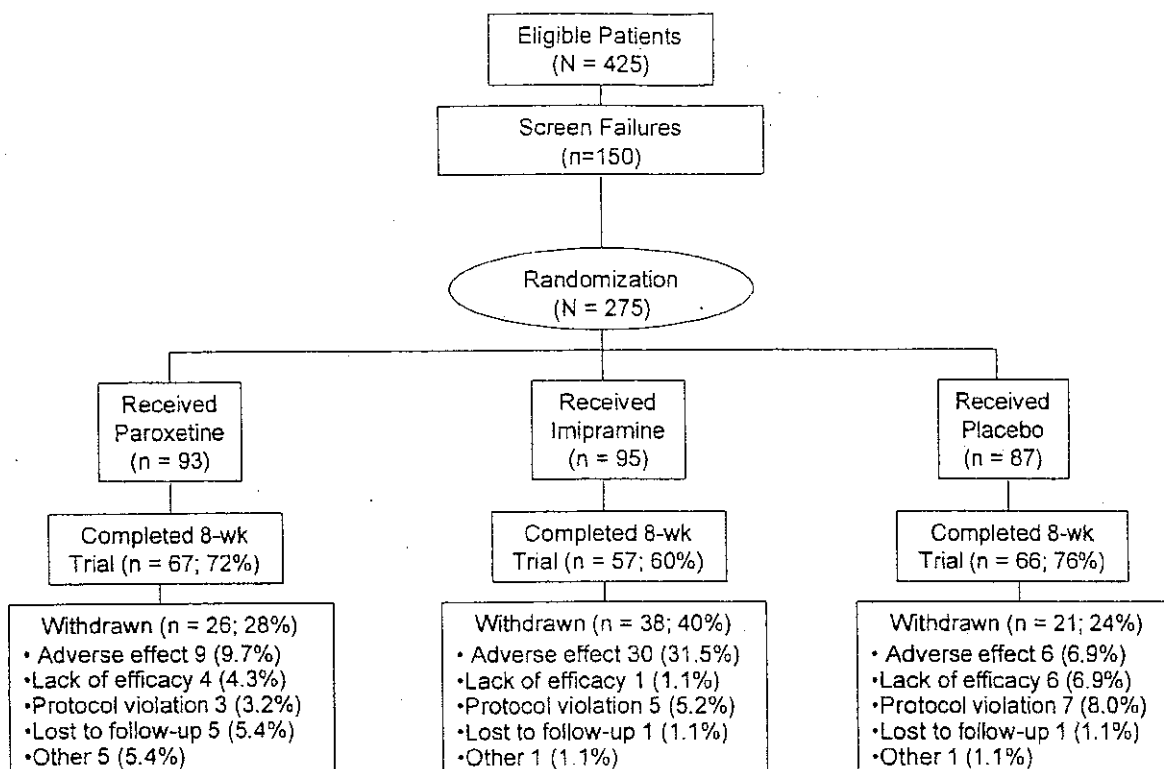 Eligible Patients
(N = 425)
Screen Failures
(n=150)
Randomization
(N = 275)
Received
Paroxetine
(n = 93)
Completed 8-wk
Trial (n = 67; 72%)
Withdrawn (n = 26; 28%)
• Adverse effect 9 (9.7%)
•Lack of efficacy 4 (4.3%)
•Protocol violation 3 (3.2%)
•Lost to follow-up 5 (5.4%)
•Other 5 (5.4%)
Received
Imipramine
(n = 95)
Completed 8-wk
Trial (n = 57; 60%)
Withdrawn (n = 38; 40%)
• Adverse effect 30 (31.5%)
•Lack of efficacy 1 (1.1%)
•Protocol violation 5 (5.2%)
•Lost to follow-up 1 (1.1%)
•Other 1 (1.1%)
Received
Placebo
(n = 87)
Completed 8-wk
Trial (n = 66; 76%)
Withdrawn (n = 21; 24%)
• Adverse effect 6 (6.9%)
•Lack of efficacy 6 (6.9%)
•Protocol violation 7 (8.0%)
•Lost to follow-up 1 (1.1%)
•Other 1 (1.1%)